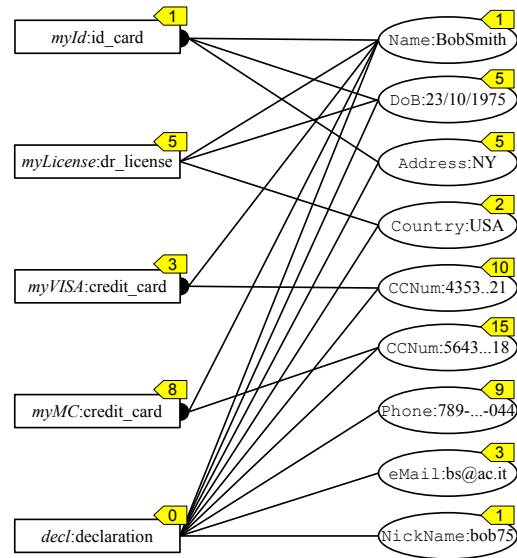 1
myId:id_card
5
myLicense:dr_license
3
myVISA:credit_card
8
myMC:credit_card
0
decl:declaration
1
Name:BobSmith
5
DoB:23/10/1975
5
Address:NY
2
Country:USA
10
CCNum:4353..21
15
CCNum:5643...18
9
Phone:789-...-044
3
eMail:bs@ac.it
1
NickName:bob75